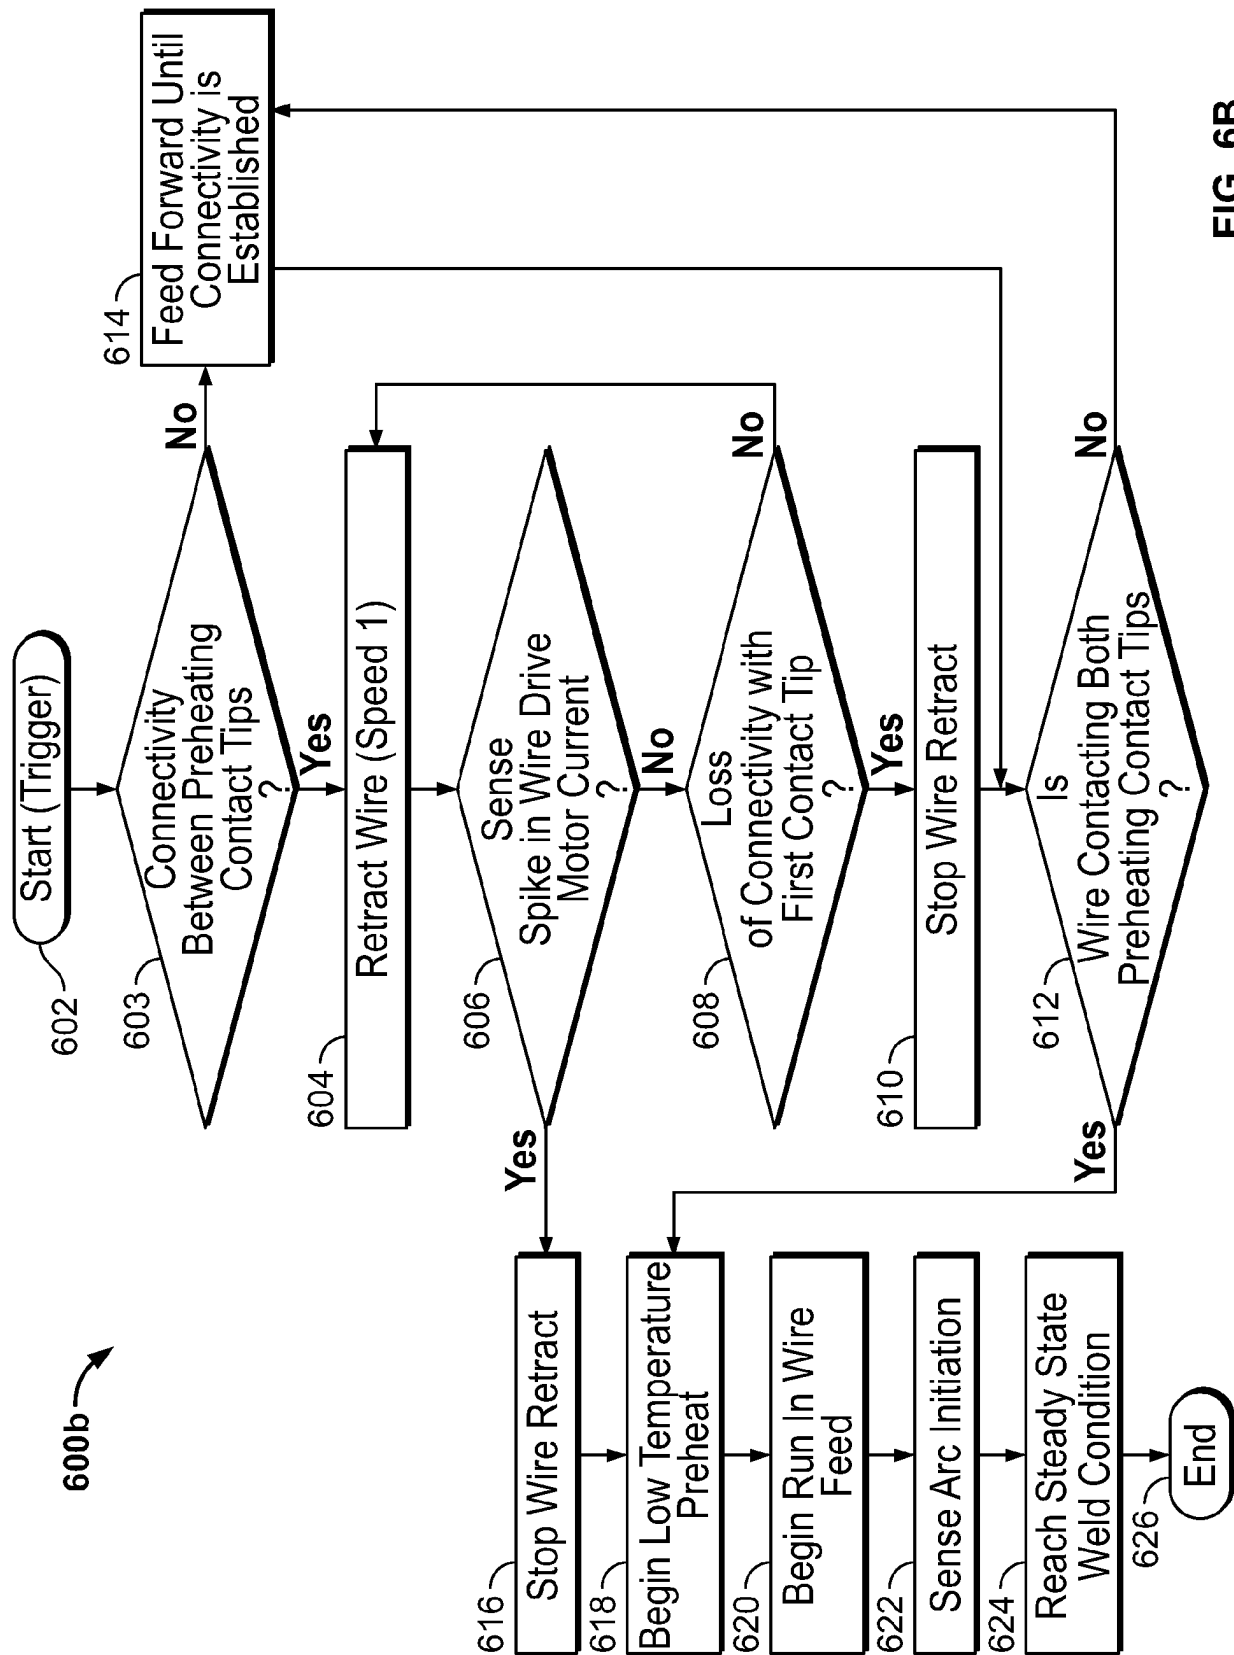 600b
Start (Trigger)
602
Connectivity
Between Preheating
Contact Tips
?
603
No
Yes
614
Feed Forward Until
Connectivity is
Established
604
Retract Wire (Speed 1)
606
Sense
Spike in Wire Drive
Motor Current
?
Yes
No
608
Loss
of Connectivity with
First Contact Tip
?
No
Yes
610
Stop Wire Retract
612
Is
Wire Contacting Both
Preheating Contact Tips
?
Yes
No
616
Stop Wire Retract
618
Begin Low Temperature
Preheat
620
Begin Run In Wire
Feed
622
Sense Arc Initiation
624
Reach Steady State
Weld Condition
626
End
FIG. 6B